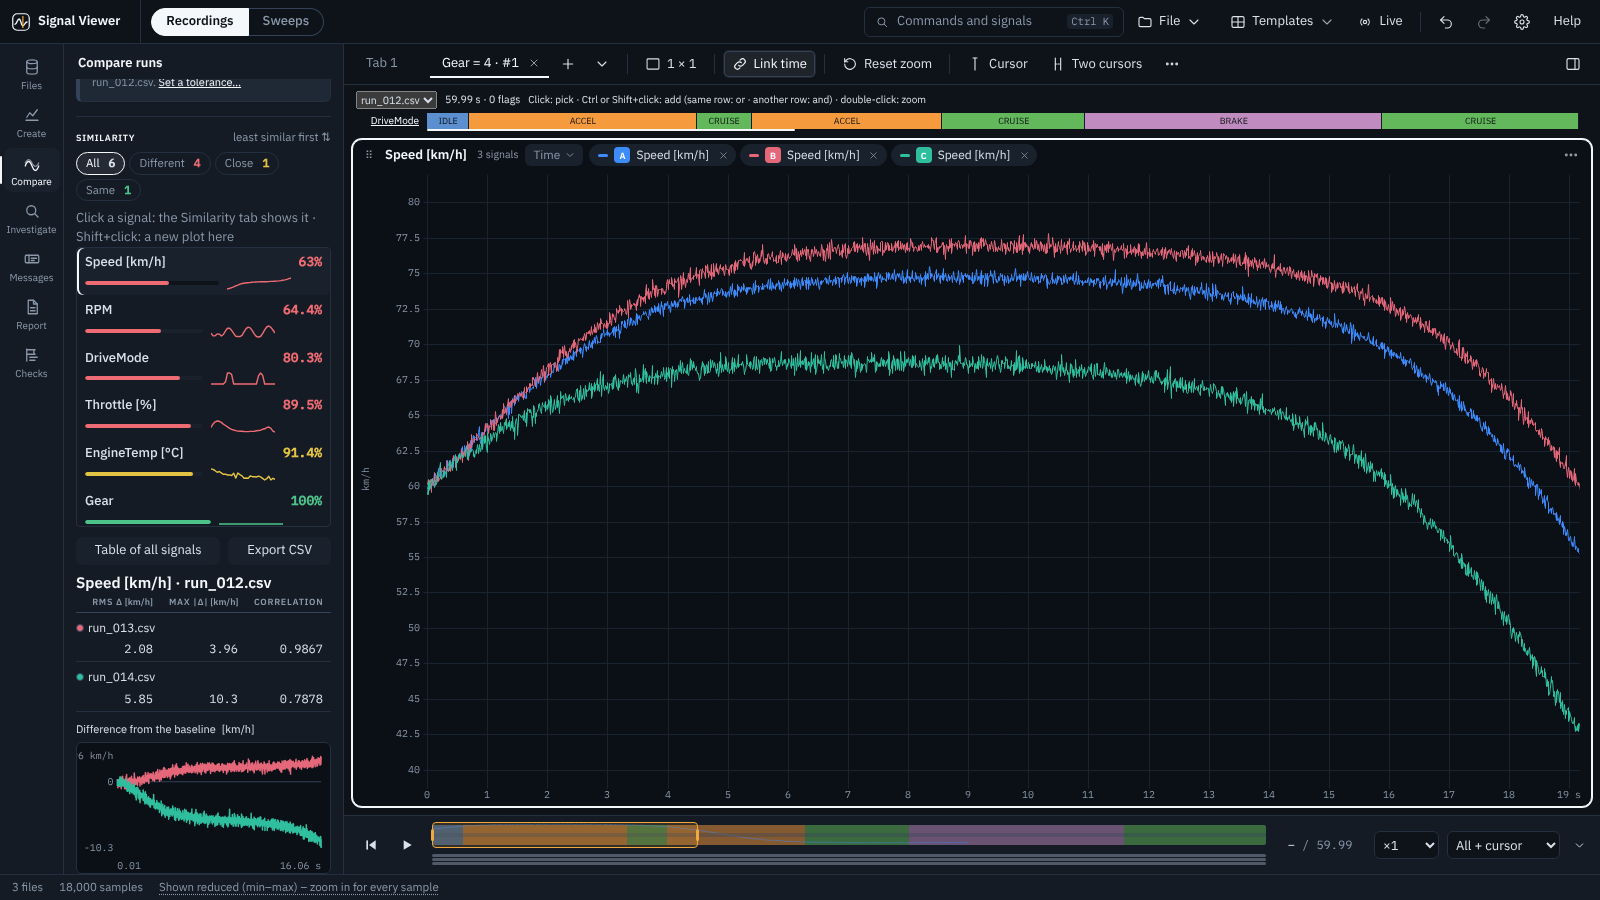 Signal Viewer
Recordings
Sweeps
Commands and signals
Ctrl K
File
Templates
Live
Help
Files
Create
Compare
Investigate
Messages
Report
Checks
Compare runs
run_012.csv. Set a tolerance...
SIMILARITY
least similar first ⇅
All 6
Different 4
Close 1
Same 1
Click a signal: the Similarity tab shows it ·
Shift+click: a new plot here
Speed [km/h] 63%
RPM 64.4%
DriveMode 80.3%
Throttle [%] 89.5%
EngineTemp [°C] 91.4%
Gear 100%
Table of all signals
Export CSV
Speed [km/h] · run_012.csv
RMS Δ [km/h] MAX |Δ| [km/h] CORRELATION
run_013.csv
2.08 3.96 0.9867
run_014.csv
5.85 10.3 0.7878
Difference from the baseline [km/h]
6 km/h
0
-10.3
0.01 16.06 s
Tab 1
Gear = 4 · #1 ×
1 × 1
Link time
Reset zoom
Cursor
Two cursors
run_012.csv
59.99 s · 0 flags
Click: pick · Ctrl or Shift+click: add (same row: or · another row: and) · double-click: zoom
DriveMode
IDLE ACCEL CRUISE ACCEL CRUISE BRAKE CRUISE
Speed [km/h] 3 signals Time
A Speed [km/h] ×
B Speed [km/h] ×
C Speed [km/h] ×
80
77.5
75
72.5
70
67.5
65
62.5
60
57.5
55
52.5
50
47.5
45
42.5
40
km/h
0 1 2 3 4 5 6 7 8 9 10 11 12 13 14 15 16 17 18 19 s
– / 59.99
×1
All + cursor
3 files
18,000 samples
Shown reduced (min–max) – zoom in for every sample